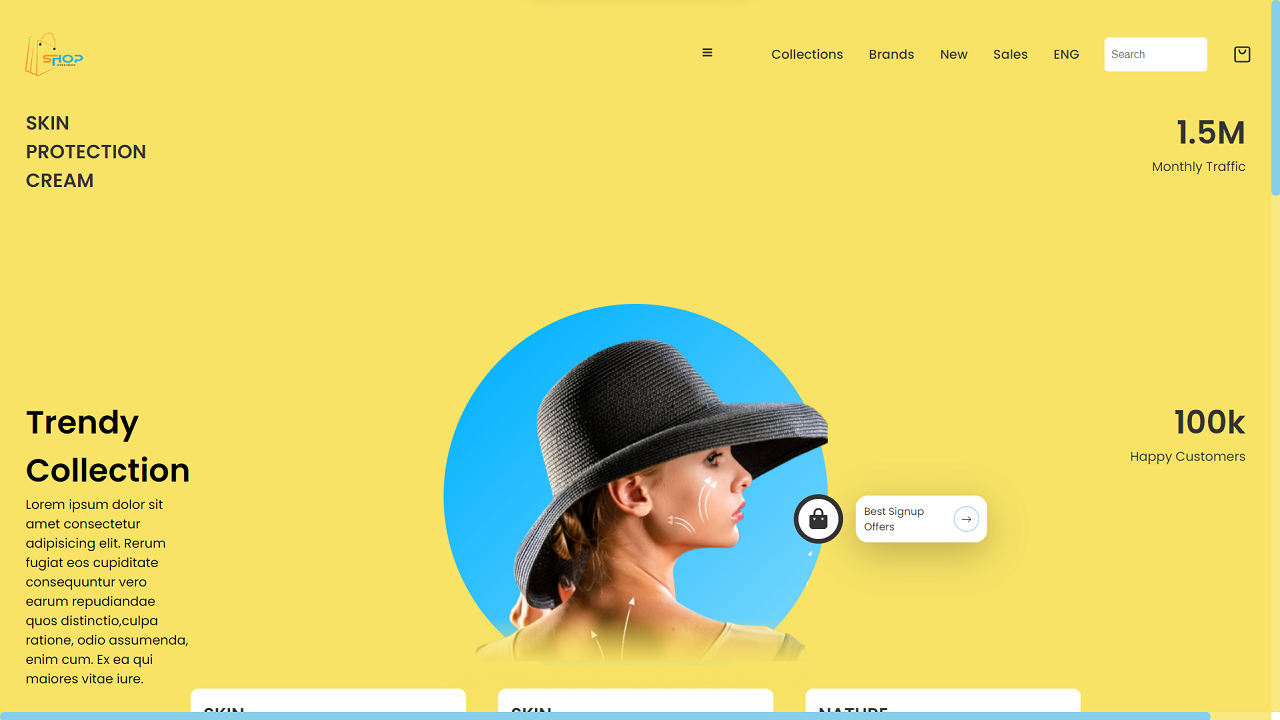 SHOP
Collections
Brands
New
Sales
ENG
Search
SKIN
PROTECTION
CREAM
1.5M
Monthly Traffic
Trendy
Collection
Lorem ipsum dolor sit
amet consectetur
adipisicing elit. Rerum
fugiat eos cupiditate
consequuntur vero
earum repudiandae
quos distinctio,culpa
ratione, odio assumenda,
enim cum. Ex ea qui
maiores vitae iure.
100k
Happy Customers
Best Signup
Offers
SKIN
SKIN
NATURE